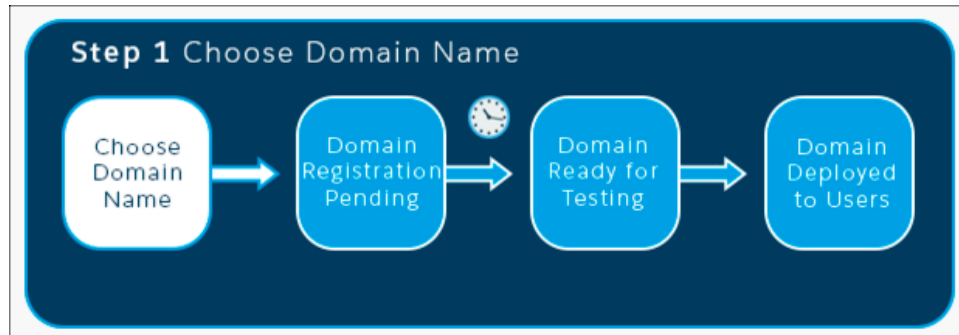 Step 1 Choose Domain Name
Choose
Domain
Name
Domain
Registration
Pending
Domain
Ready for
Testing
Domain
Deployed
to Users